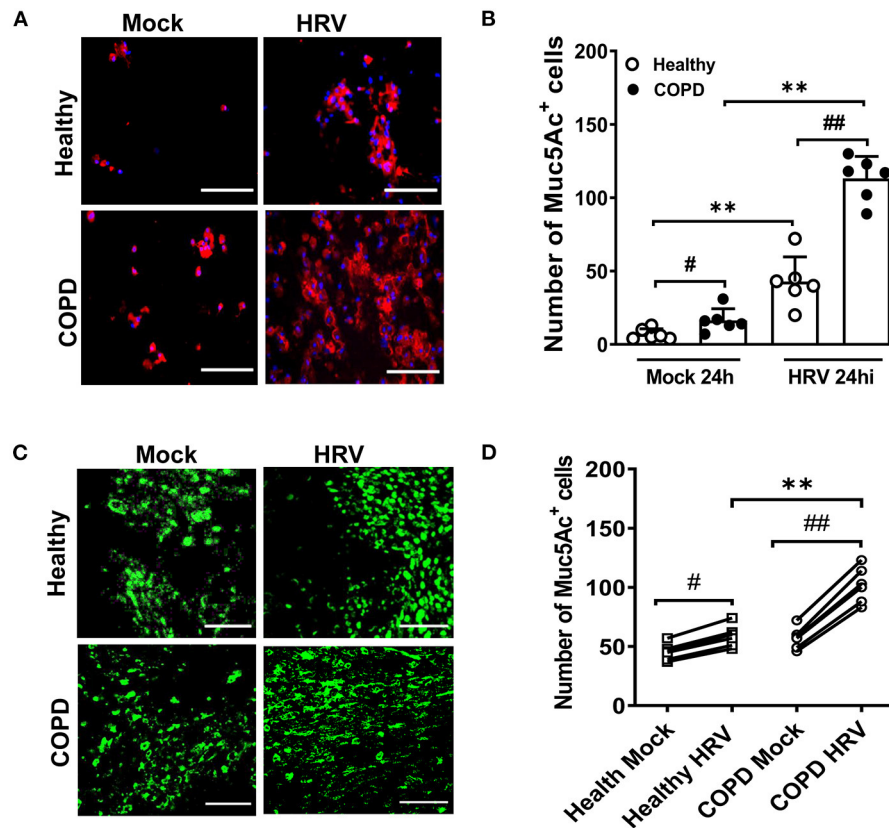 A
Mock
HRV
Healthy
COPD
B
Number of Muc5Ac+ cells
200
150
100
50
0
Healthy
COPD
**
##
**
#
Mock 24h
HRV 24hi
C
Mock
HRV
Healthy
COPD
D
Number of Muc5Ac+ cells
200
150
100
50
0
**
##
#
Health Mock
Healthy HRV
COPD Mock
COPD HRV